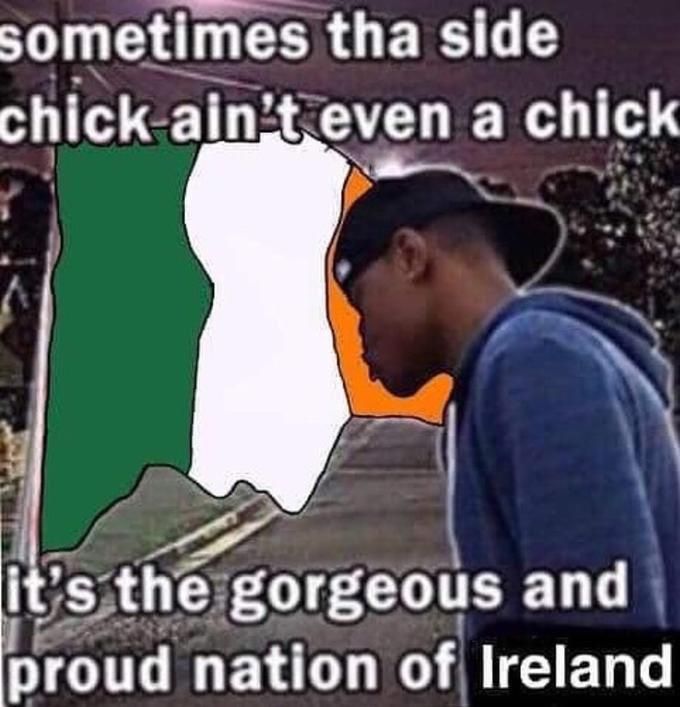 sometimes tha side
chick ain't even a chick
it's the gorgeous and
proud nation of Ireland